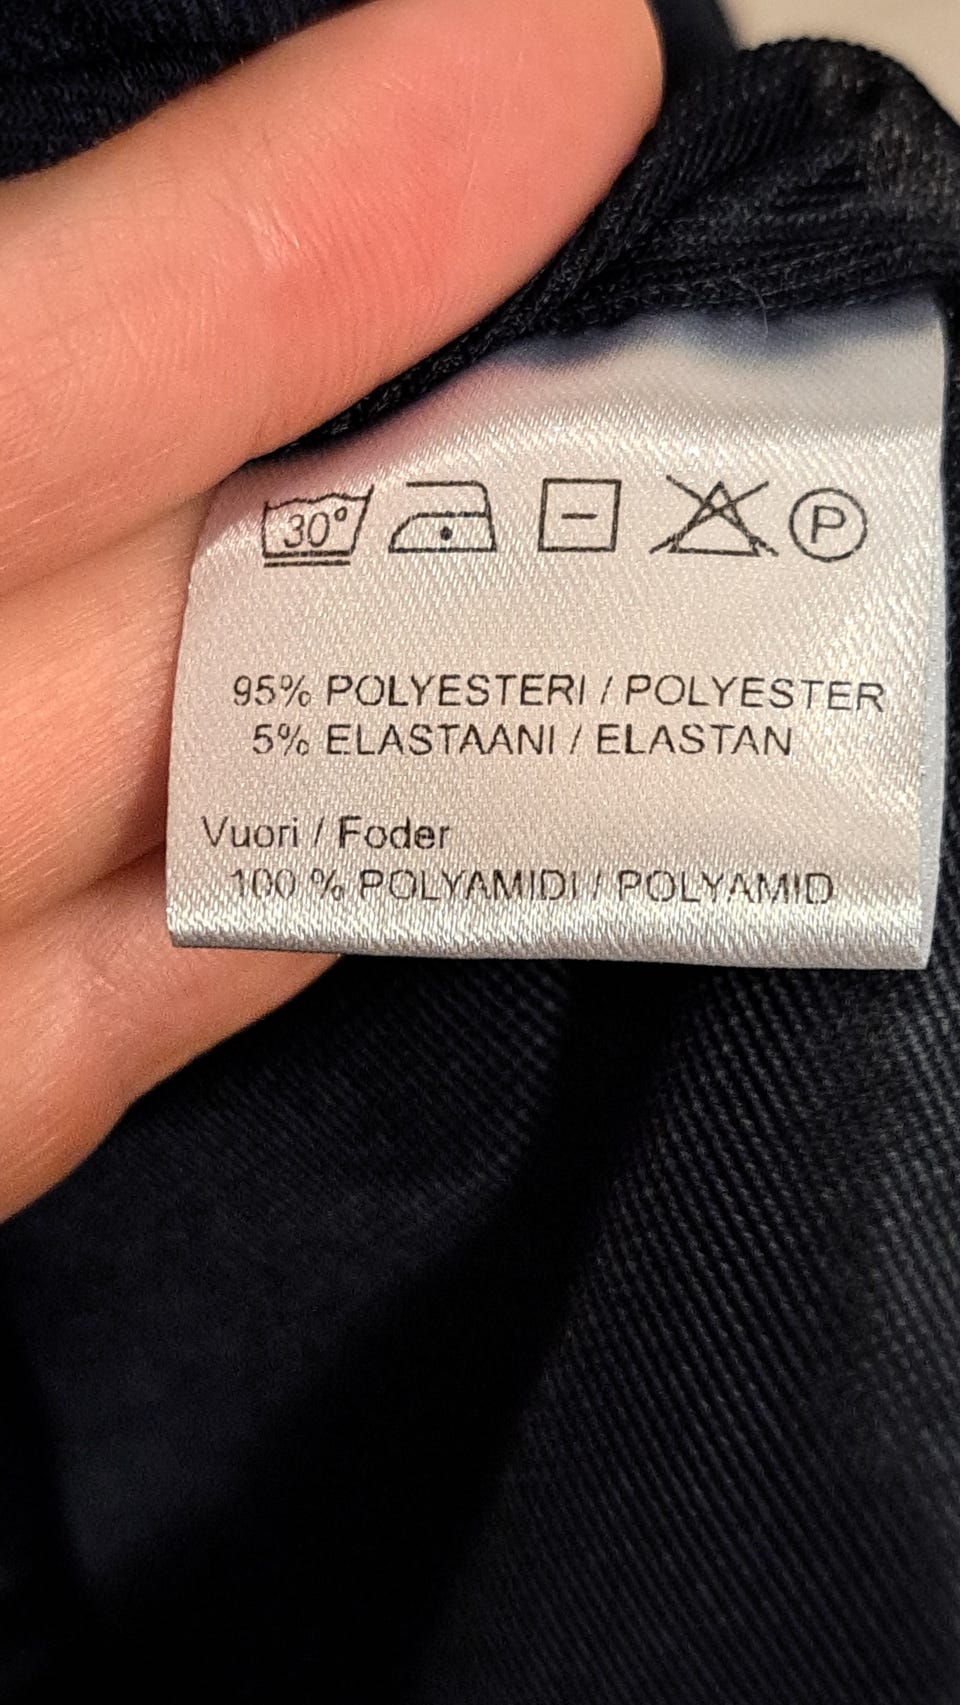 30°
P
95% POLYESTERI / POLYESTER
5% ELASTAANI / ELASTAN
Vuori / Foder
100 % POLYAMIDI / POLYAMID